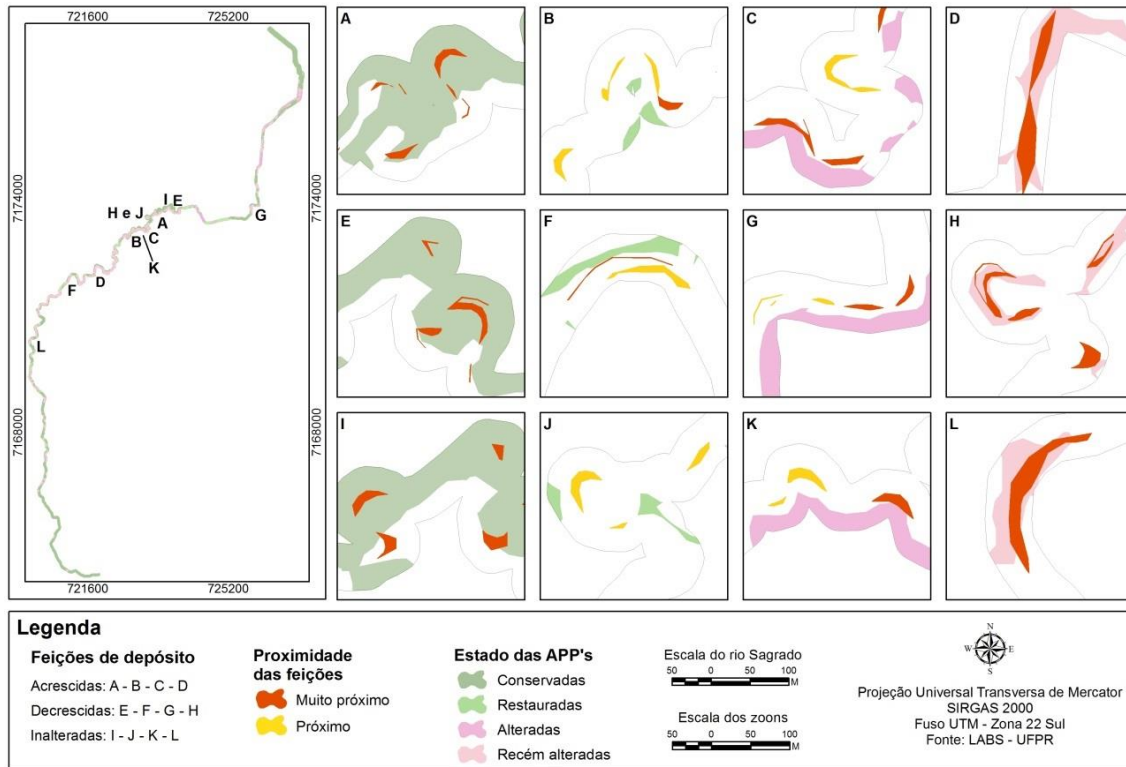 721600 725200
7174000
7168000
7174000
7168000
721600 725200
I E
H e J
A
G
B C
K
D
F
L
A
B
C
D
E
F
G
H
I
J
K
L
Legenda
Feições de depósito
Acrescidas: A - B - C - D
Decrescidas: E - F - G - H
Inalteradas: I - J - K - L
Proximidade
das feições
Muito próximo
Próximo
Estado das APP's
Conservadas
Restauradas
Alteradas
Recém alteradas
Escala do rio Sagrado
50 0 50 100
M
Escala dos zoons
50 0 50 100
M
N
W E
S
Projeção Universal Transversa de Mercator
SIRGAS 2000
Fuso UTM - Zona 22 Sul
Fonte: LABS - UFPR